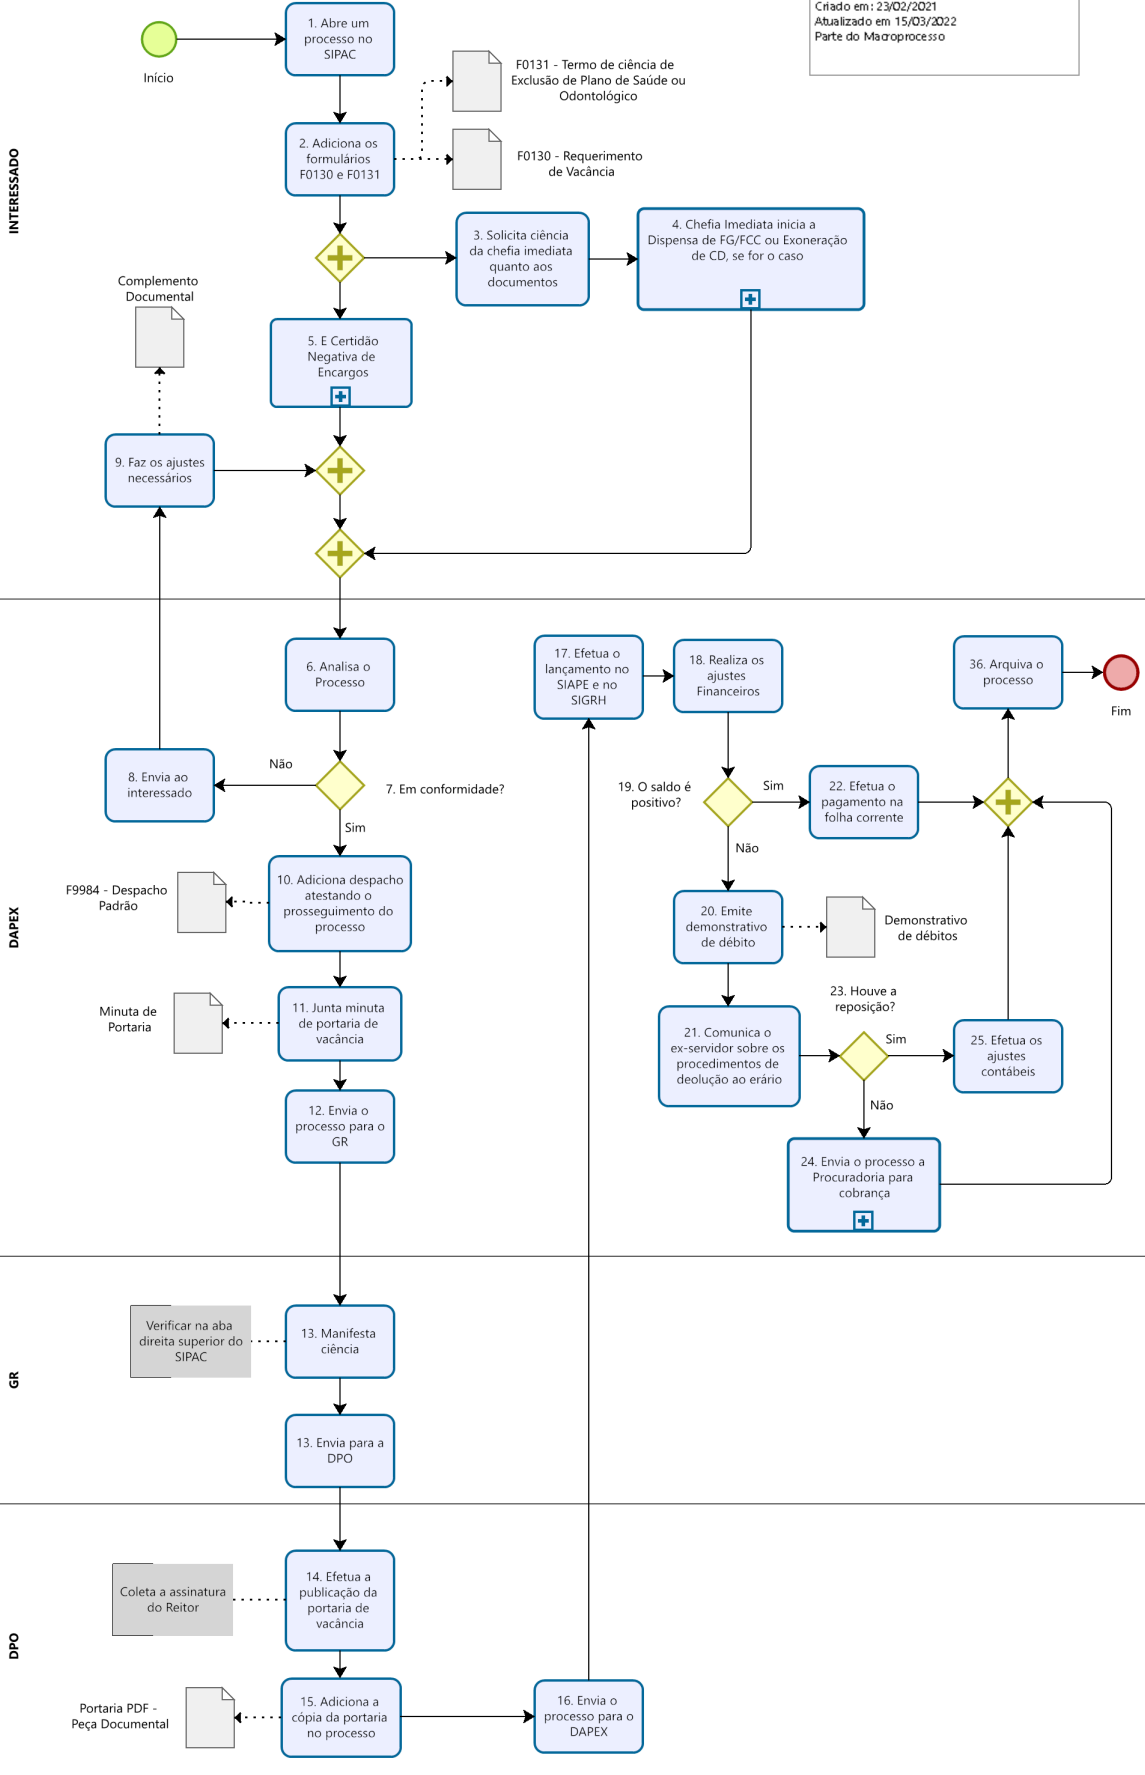 Criado em: 23/02/2021
Atualizado em 15/03/2022
Parte do Macroprocesso
INTERESSADO
Início
1. Abre um
processo no
SIPAC
F0131 - Termo de ciência de
Exclusão de Plano de Saúde ou
Odontológico
2. Adiciona os
formulários
F0130 e F0131
F0130 - Requerimento
de Vacância
3. Solicita ciência
da chefia imediata
quanto aos
documentos
4. Chefia Imediata inicia a
Dispensa de FG/FCC ou Exoneração
de CD, se for o caso
Complemento
Documental
5. E Certidão
Negativa de
Encargos
9. Faz os ajustes
necessários
DAPEX
6. Analisa o
Processo
17. Efetua o
lançamento no
SIAPE e no
SIGRH
18. Realiza os
ajustes
Financeiros
36. Arquiva o
processo
Fim
8. Envia ao
interessado
Não
7. Em conformidade?
Sim
19. O saldo é
positivo?
Sim
Não
22. Efetua o
pagamento na
folha corrente
F9984 - Despacho
Padrão
10. Adiciona despacho
atestando o
prosseguimento do
processo
20. Emite
demonstrativo
de débito
Demonstrativo
de débitos
Minuta de
Portaria
11. Junta minuta
de portaria de
vacância
21. Comunica o
ex-servidor sobre os
procedimentos de
deolução ao erário
23. Houve a
reposição?
Sim
Não
25. Efetua os
ajustes
contábeis
12. Envia o
processo para o
GR
24. Envia o processo a
Procuradoria para
cobrança
GR
Verificar na aba
direita superior do
SIPAC
13. Manifesta
ciência
13. Envia para a
DPO
DPO
Coleta a assinatura
do Reitor
14. Efetua a
publicação da
portaria de
vacância
Portaria PDF -
Peça Documental
15. Adiciona a
cópia da portaria
no processo
16. Envia o
processo para o
DAPEX